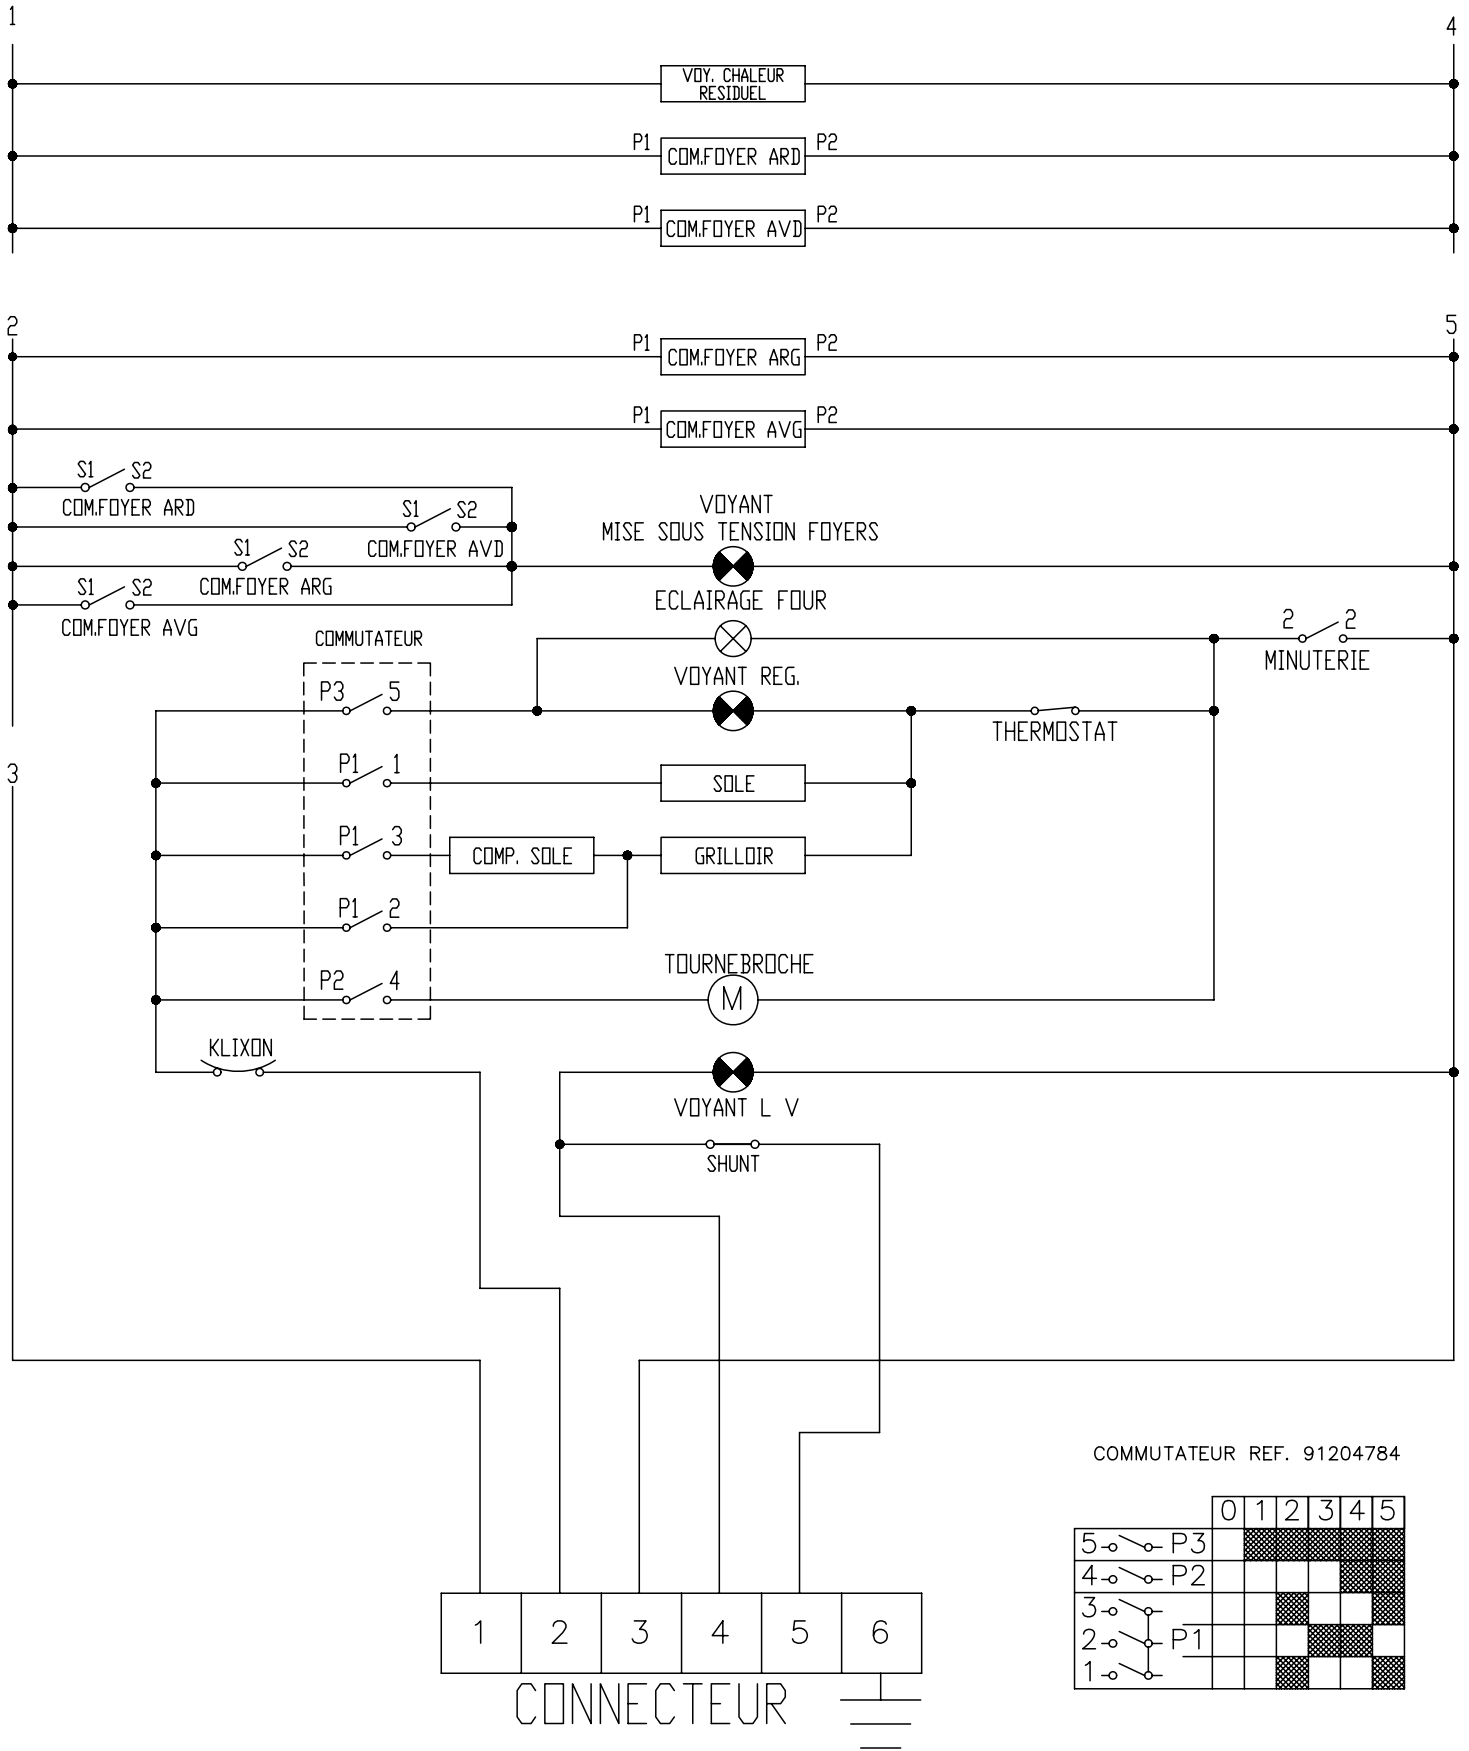 1
4
VOY. CHALEUR
RESIDUEL
P1 COM.FOYER ARD P2
P1 COM.FOYER AVD P2
2
5
P1 COM.FOYER ARG P2
P1 COM.FOYER AVG P2
S1 S2
COM.FOYER ARD
S1 S2
COM.FOYER AVD
S1 S2
COM.FOYER ARG
S1 S2
COM.FOYER AVG
VOYANT
MISE SOUS TENSION FOYERS
ECLAIRAGE FOUR
2 2
MINUTERIE
COMMUTATEUR
VOYANT REG.
P3 5
THERMOSTAT
3
P1 1
SOLE
P1 3
COMP. SOLE
GRILLOIR
P1 2
P2 4
TOURNEBROCHE
M
KLIXON
VOYANT L V
SHUNT
COMMUTATEUR REF. 91204784
0 1 2 3 4 5
5 P3
4 P2
3
2 P1
1
1 2 3 4 5 6
CONNECTEUR